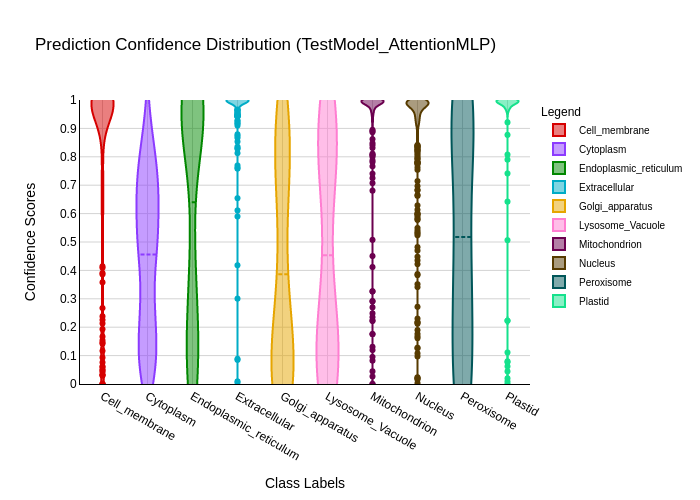 Prediction Confidence Distribution (TestModel_AttentionMLP)
Confidence Scores
1
0.9
0.8
0.7
0.6
0.5
0.4
0.3
0.2
0.1
0
Cell_membrane
Cytoplasm
Endoplasmic_reticulum
Extracellular
Golgi_apparatus
Lysosome_Vacuole
Mitochondrion
Nucleus
Peroxisome
Plastid
Class Labels
Legend
Cell_membrane
Cytoplasm
Endoplasmic_reticulum
Extracellular
Golgi_apparatus
Lysosome_Vacuole
Mitochondrion
Nucleus
Peroxisome
Plastid